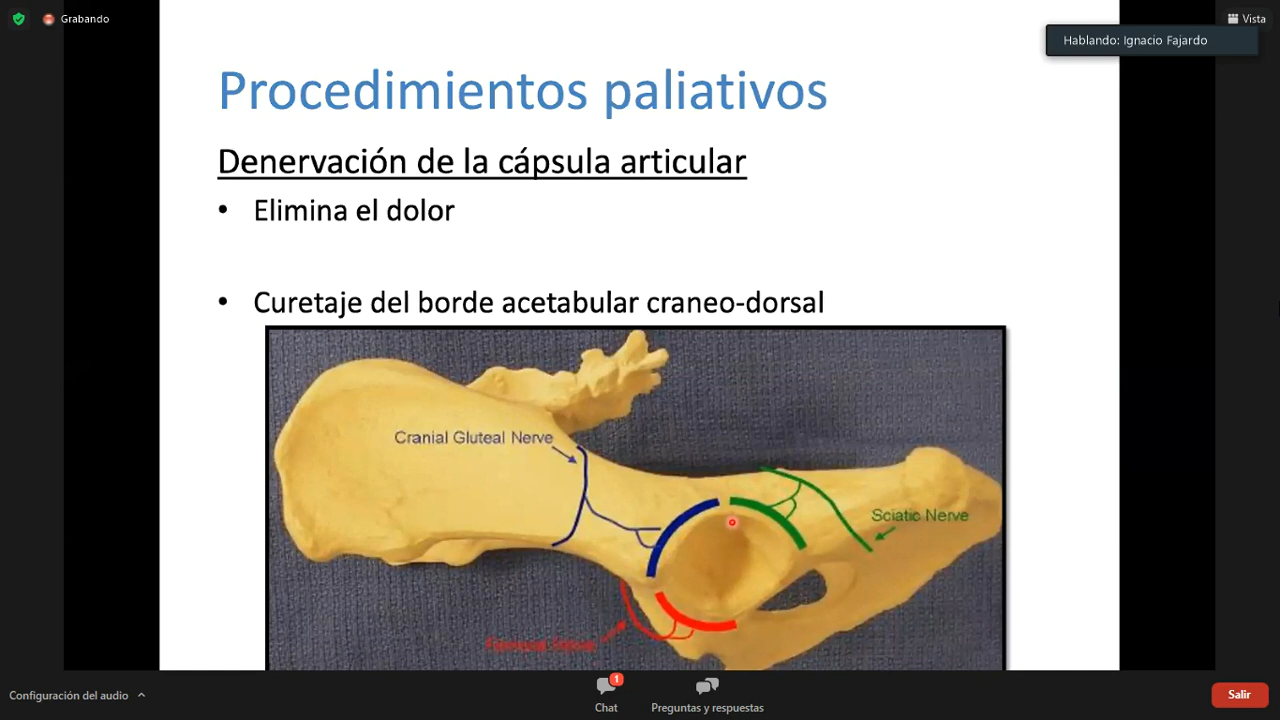 Grabando
Vista
Hablando: Ignacio Fajardo
Procedimientos paliativos
Denervación de la cápsula articular
• Elimina el dolor
• Curetaje del borde acetabular craneo-dorsal
Cranial Gluteal Nerve
Sciatic Nerve
Configuración del audio
1
Chat
Preguntas y respuestas
Salir